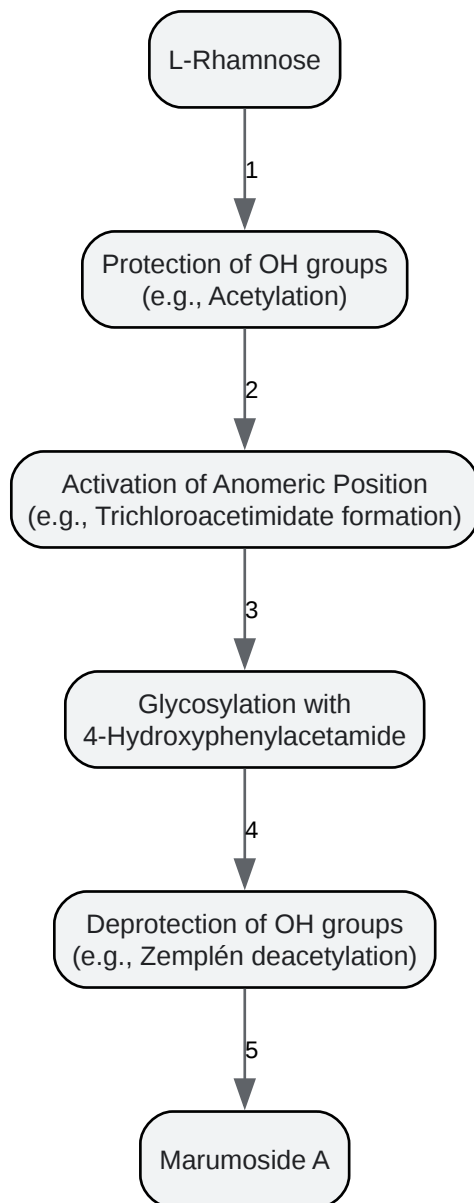 L-Rhamnose
1
Protection of OH groups
(e.g., Acetylation)
2
Activation of Anomeric Position
(e.g., Trichloroacetimidate formation)
3
Glycosylation with
4-Hydroxyphenylacetamide
4
Deprotection of OH groups
(e.g., Zemplén deacetylation)
5
Marumoside A